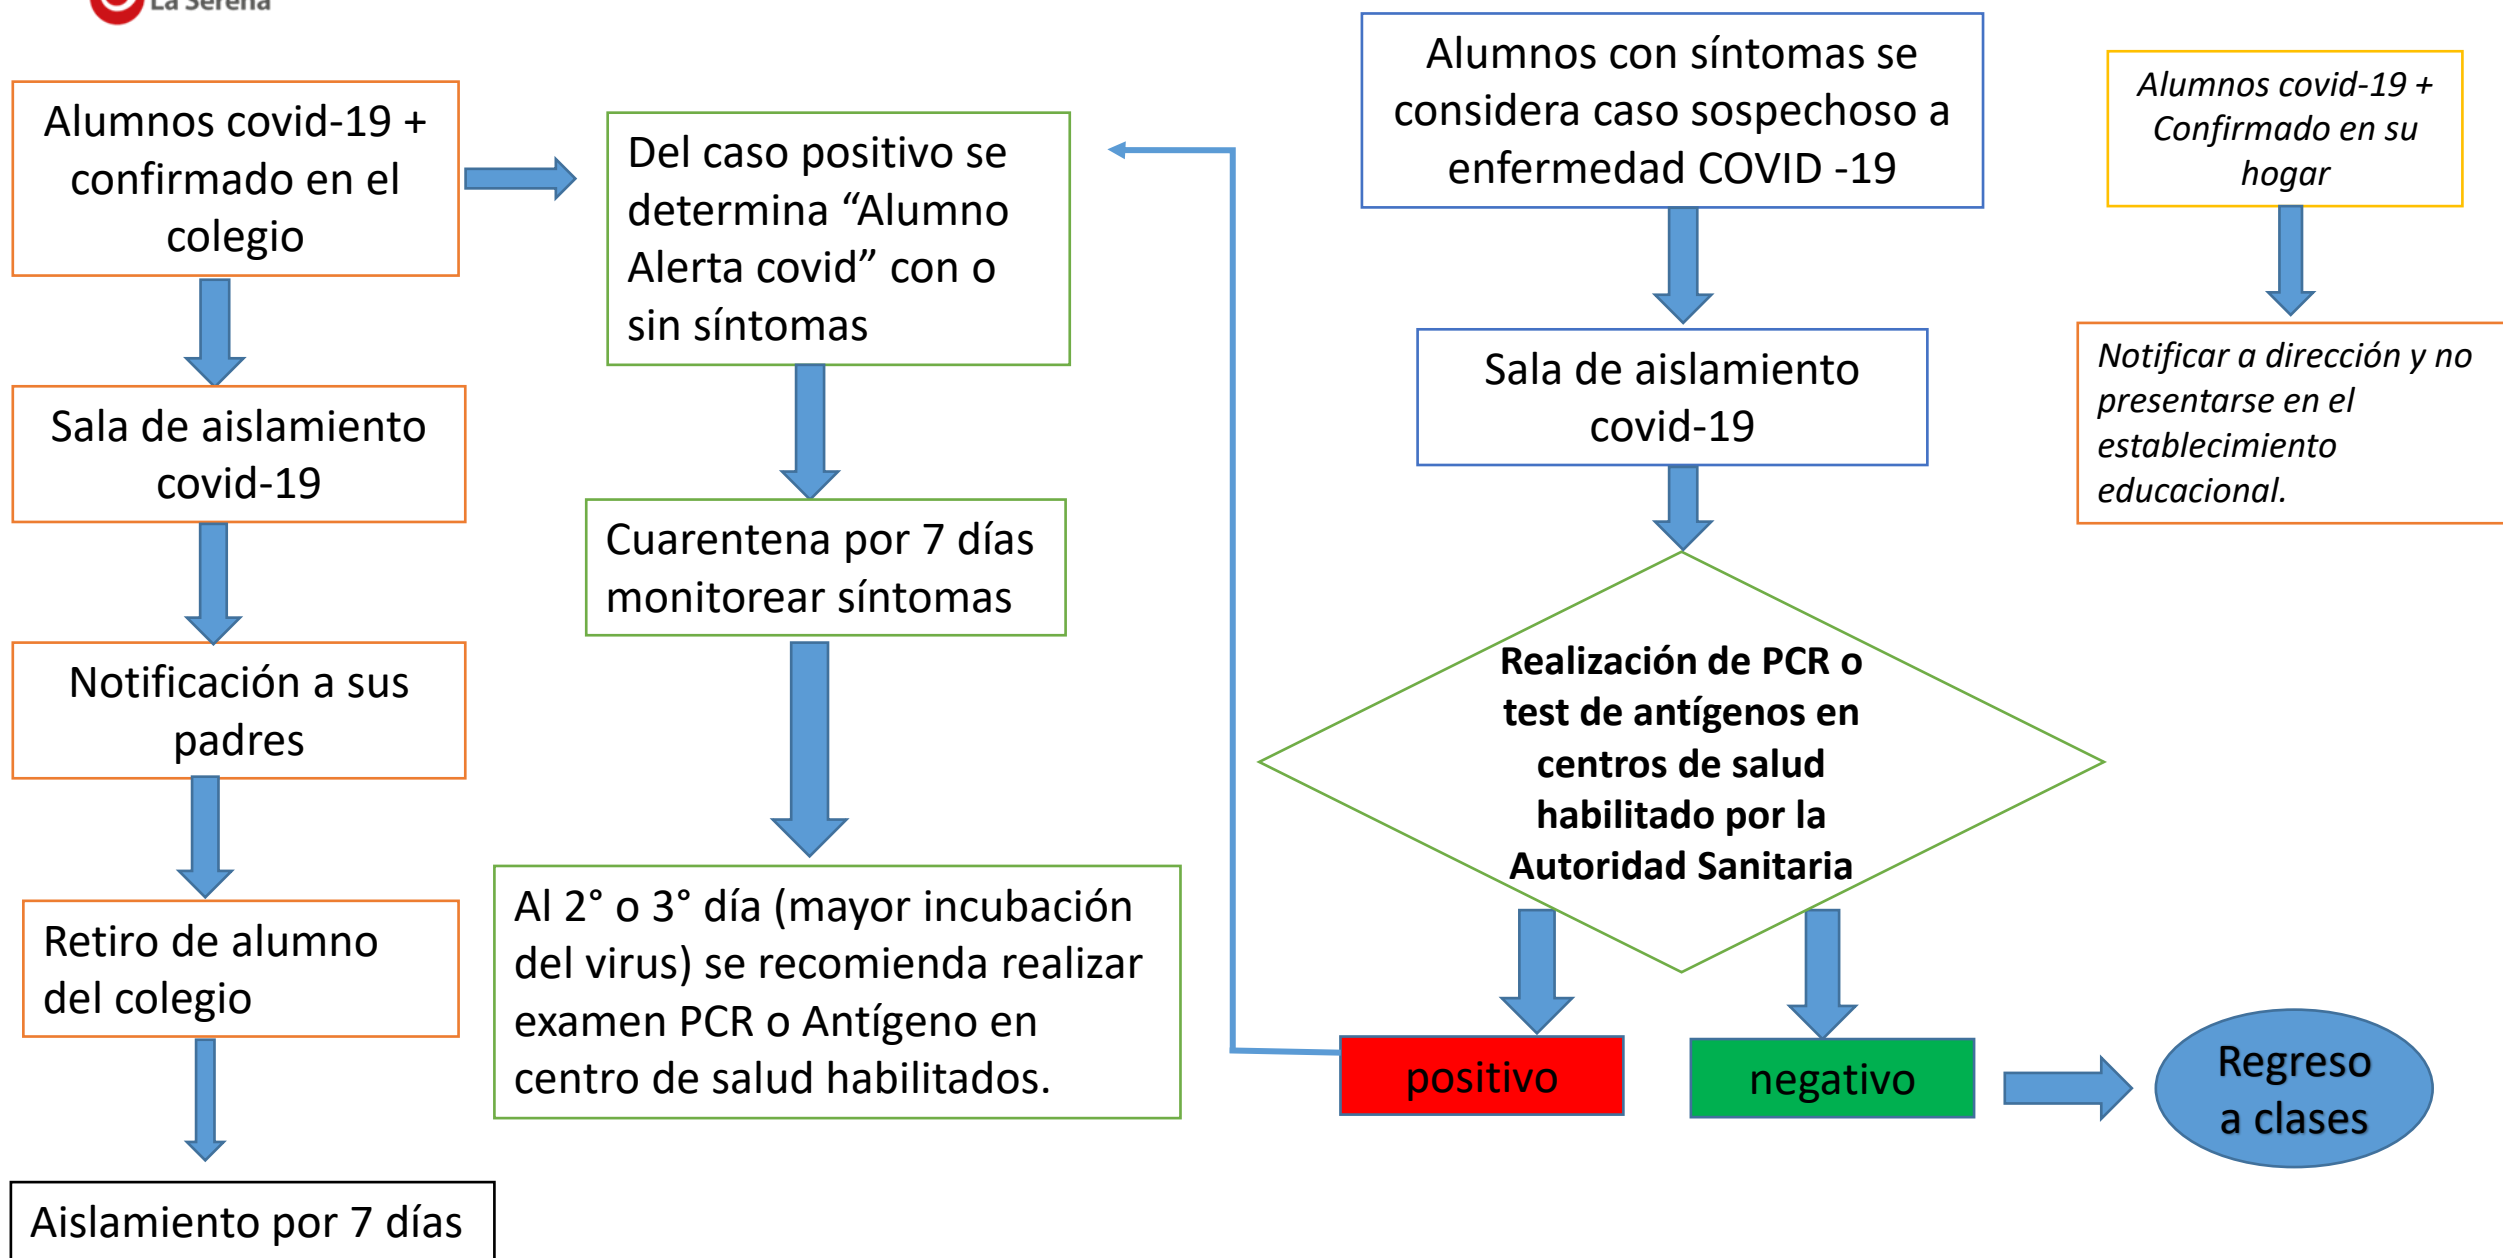 La Serena
Alumnos covid-19 +
confirmado en el
colegio
Sala de aislamiento
covid-19
Notificación a sus
padres
Retiro de alumno
del colegio
Aislamiento por 7 días
Del caso positivo se
determina “Alumno
Alerta covid” con o
sin síntomas
Cuarentena por 7 días
monitorear síntomas
Al 2° o 3° día (mayor incubación
del virus) se recomienda realizar
examen PCR o Antígeno en
centro de salud habilitados.
Alumnos con síntomas se
considera caso sospechoso a
enfermedad COVID -19
Sala de aislamiento
covid-19
Realización de PCR o
test de antígenos en
centros de salud
habilitado por la
Autoridad Sanitaria
positivo
negativo
Regreso
a clases
Alumnos covid-19 +
Confirmado en su
hogar
Notificar a dirección y no
presentarse en el
establecimiento
educacional.